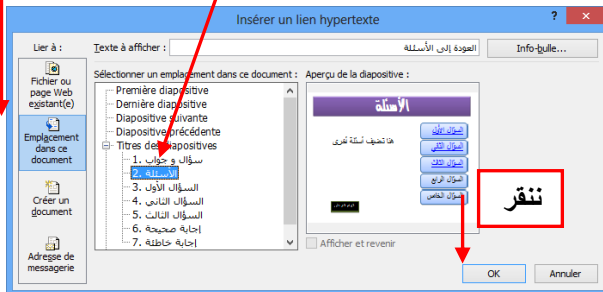 Insérer un lien hypertexte
?
Lier à :
Texte à afficher :
العودة إلى الأسئلة
Info-bulle...
Fichier ou
page Web
existant(e)
Emplacement
dans ce
document
Créer un
document
Adresse de
messagerie
Sélectionner un emplacement dans ce document :
Première diapositive
Dernière diapositive
Diapositive suivante
Diapositive précédente
Titres des diapositives
1. سؤال و جواب
2. الأسئلة
3. السؤال الأول
4. السؤال الثاني
5. السؤال الثالث
6. إجابة صحيحة
7. إجابة خاطئة
Aperçu de la diapositive :
الأسئلة
السؤال الأول
السؤال الثاني
السؤال الثالث
السؤال الرابع
السؤال الخامس
هنا تضيف أسئلة أخرى
Afficher et revenir
ننقر
OK
Annuler